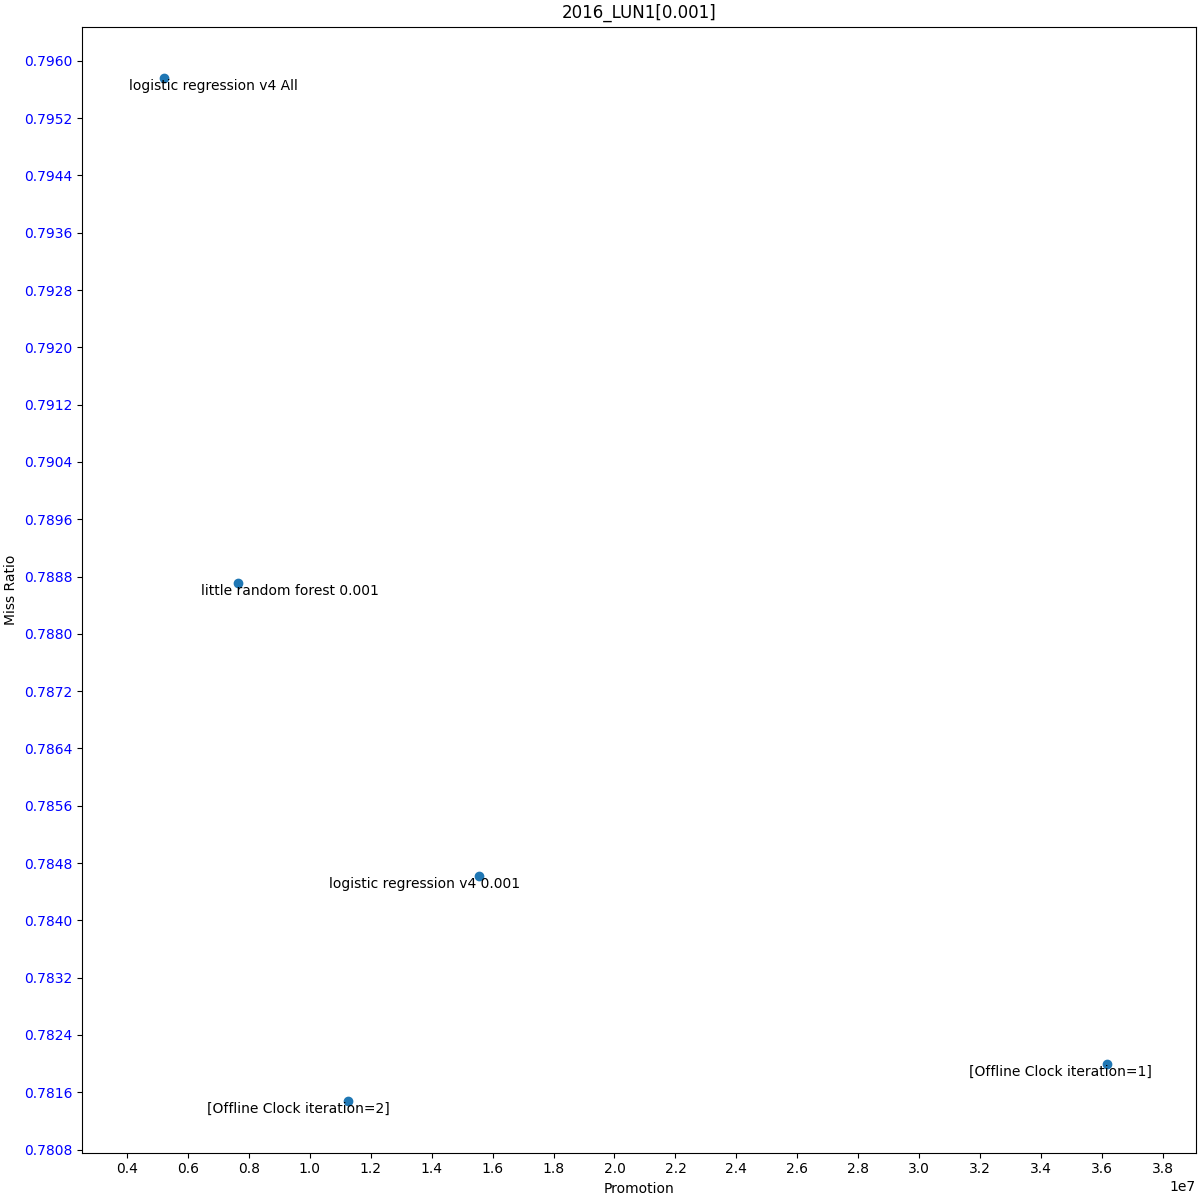 2016_LUN1[0.001]
0.7960
logistic regression v4 All
0.7952
0.7944
0.7936
0.7928
0.7920
0.7912
0.7904
0.7896
0.7888
little random forest 0.001
0.7880
0.7872
0.7864
0.7856
0.7848
logistic regression v4 0.001
0.7840
0.7832
0.7824
[Offline Clock iteration=1]
0.7816
[Offline Clock iteration=2]
0.7808
Miss Ratio
0.4 0.6 0.8 1.0 1.2 1.4 1.6 1.8 2.0 2.2 2.4 2.6 2.8 3.0 3.2 3.4 3.6 3.8
1e7
Promotion